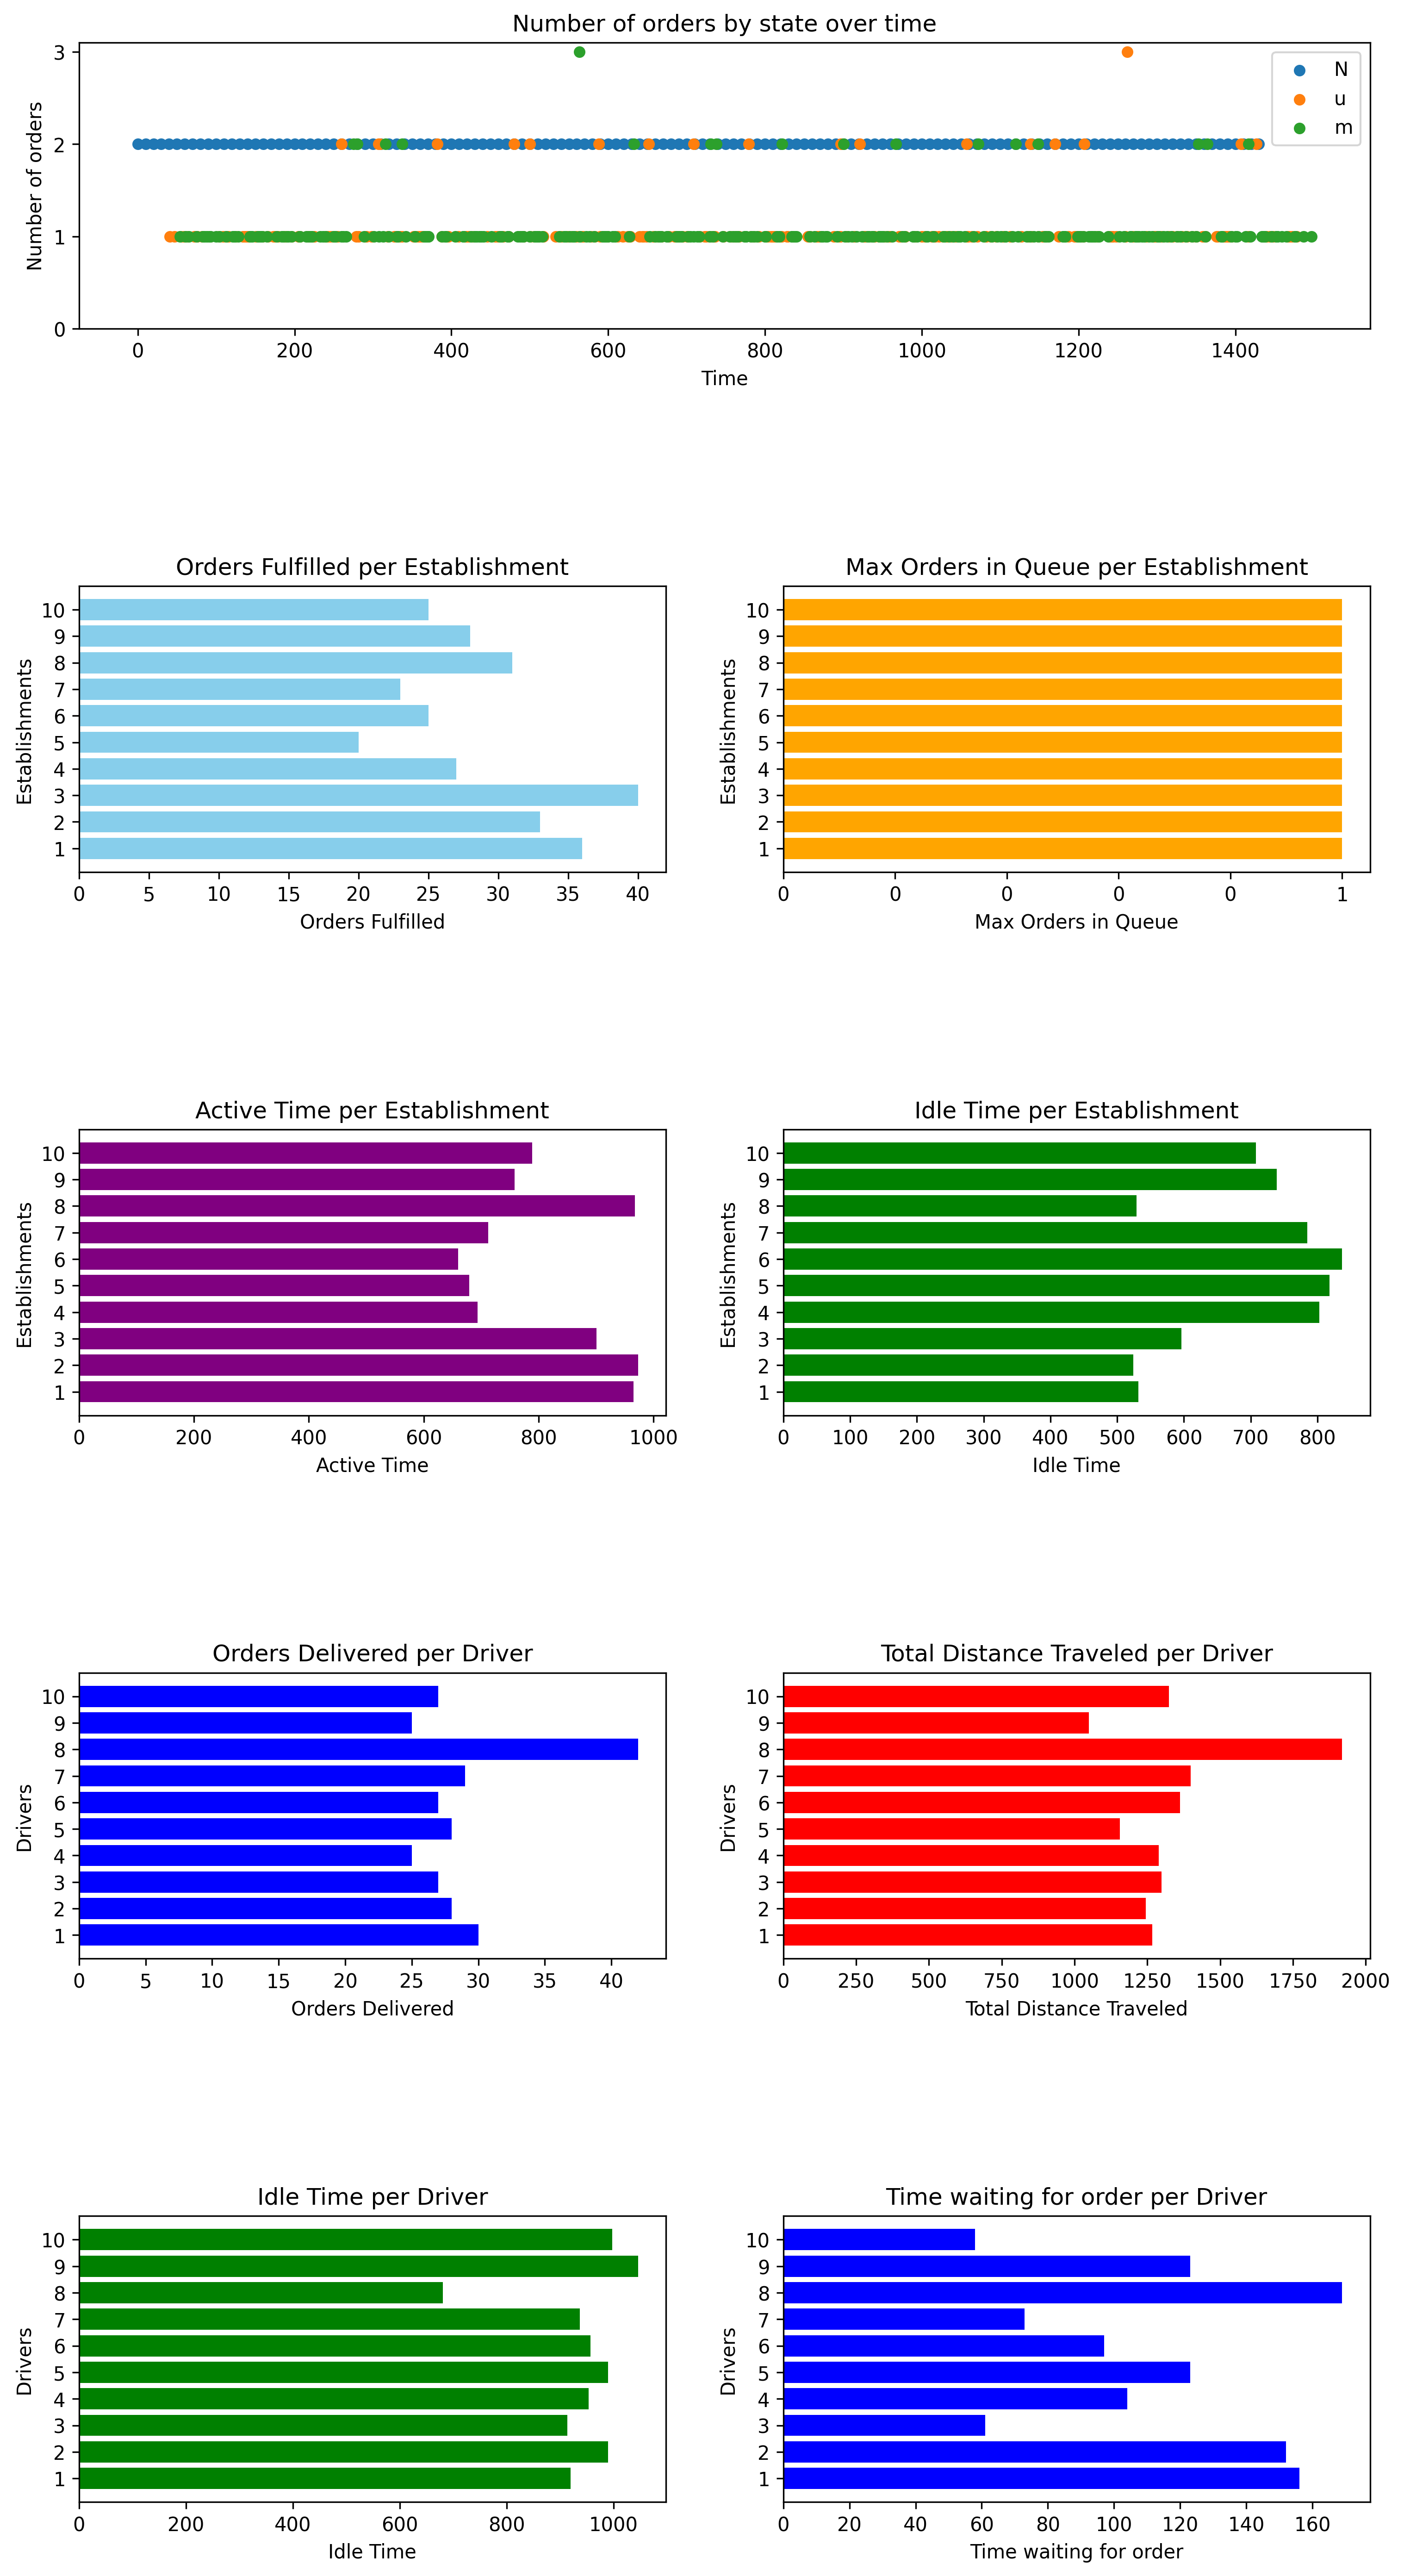 Number of orders by state over time
Number of orders
3
2
1
0
N
u
m
0 200 400 600 800 1000 1200 1400
Time
Orders Fulfilled per Establishment
Establishments
10
9
8
7
6
5
4
3
2
1
0 5 10 15 20 25 30 35 40
Orders Fulfilled
Max Orders in Queue per Establishment
Establishments
10
9
8
7
6
5
4
3
2
1
0 0 0 0 0 1
Max Orders in Queue
Active Time per Establishment
Establishments
10
9
8
7
6
5
4
3
2
1
0 200 400 600 800 1000
Active Time
Idle Time per Establishment
Establishments
10
9
8
7
6
5
4
3
2
1
0 100 200 300 400 500 600 700 800
Idle Time
Orders Delivered per Driver
Drivers
10
9
8
7
6
5
4
3
2
1
0 5 10 15 20 25 30 35 40
Orders Delivered
Total Distance Traveled per Driver
Drivers
10
9
8
7
6
5
4
3
2
1
0 250 500 750 1000 1250 1500 1750 2000
Total Distance Traveled
Idle Time per Driver
Drivers
10
9
8
7
6
5
4
3
2
1
0 200 400 600 800 1000
Idle Time
Time waiting for order per Driver
Drivers
10
9
8
7
6
5
4
3
2
1
0 20 40 60 80 100 120 140 160
Time waiting for order